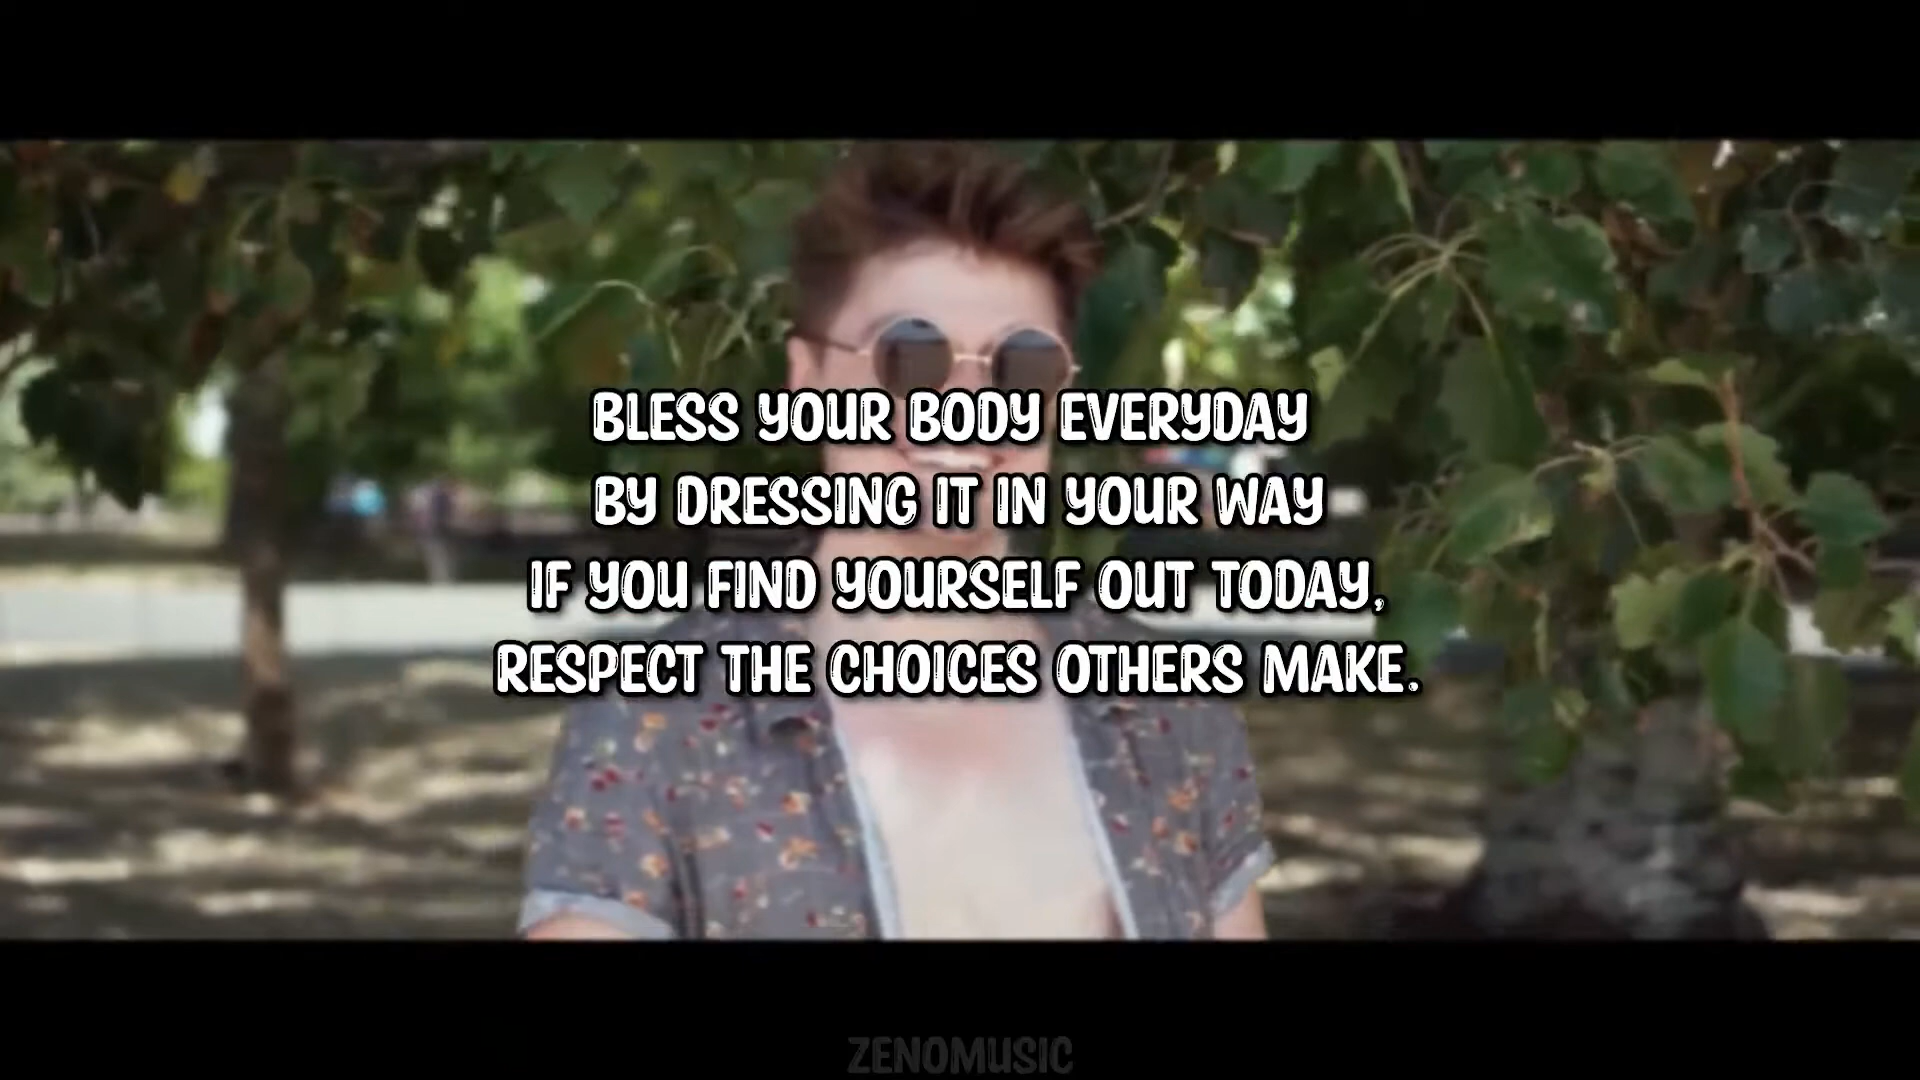 BLESS YOUR BODY EVERYDAY
BY DRESSING IT IN YOUR WAY
IF YOU FIND YOURSELF OUT TODAY,
RESPECT THE CHOICES OTHERS MAKE.
ZENOMUSIC